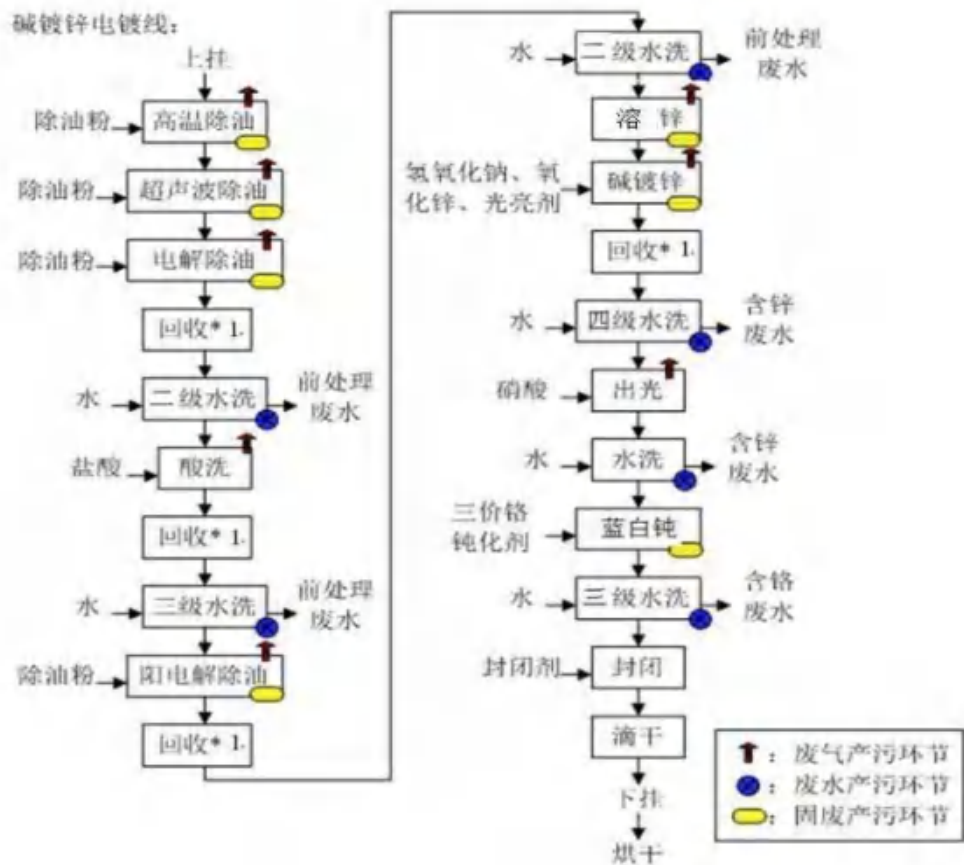 碱镀锌电镀线：
上挂
除油粉
高温除油
除油粉
超声波除油
除油粉
电解除油
回收*1.
水
二级水洗
前处理
废水
盐酸
酸洗
回收*1.
水
三级水洗
前处理
废水
除油粉
阳电解除油
回收*1.
水
二级水洗
前处理
废水
溶 锌
氢氧化钠、氧
化锌、光亮剂
碱镀锌
回收*1.
水
四级水洗
含锌
废水
硝酸
出光
水
水洗
含锌
废水
三价铬
钝化剂
蓝白钝
水
三级水洗
含铬
废水
封闭剂
封闭
滴干
下挂
烘干
：废气产污环节
：废水产污环节
：固废产污环节